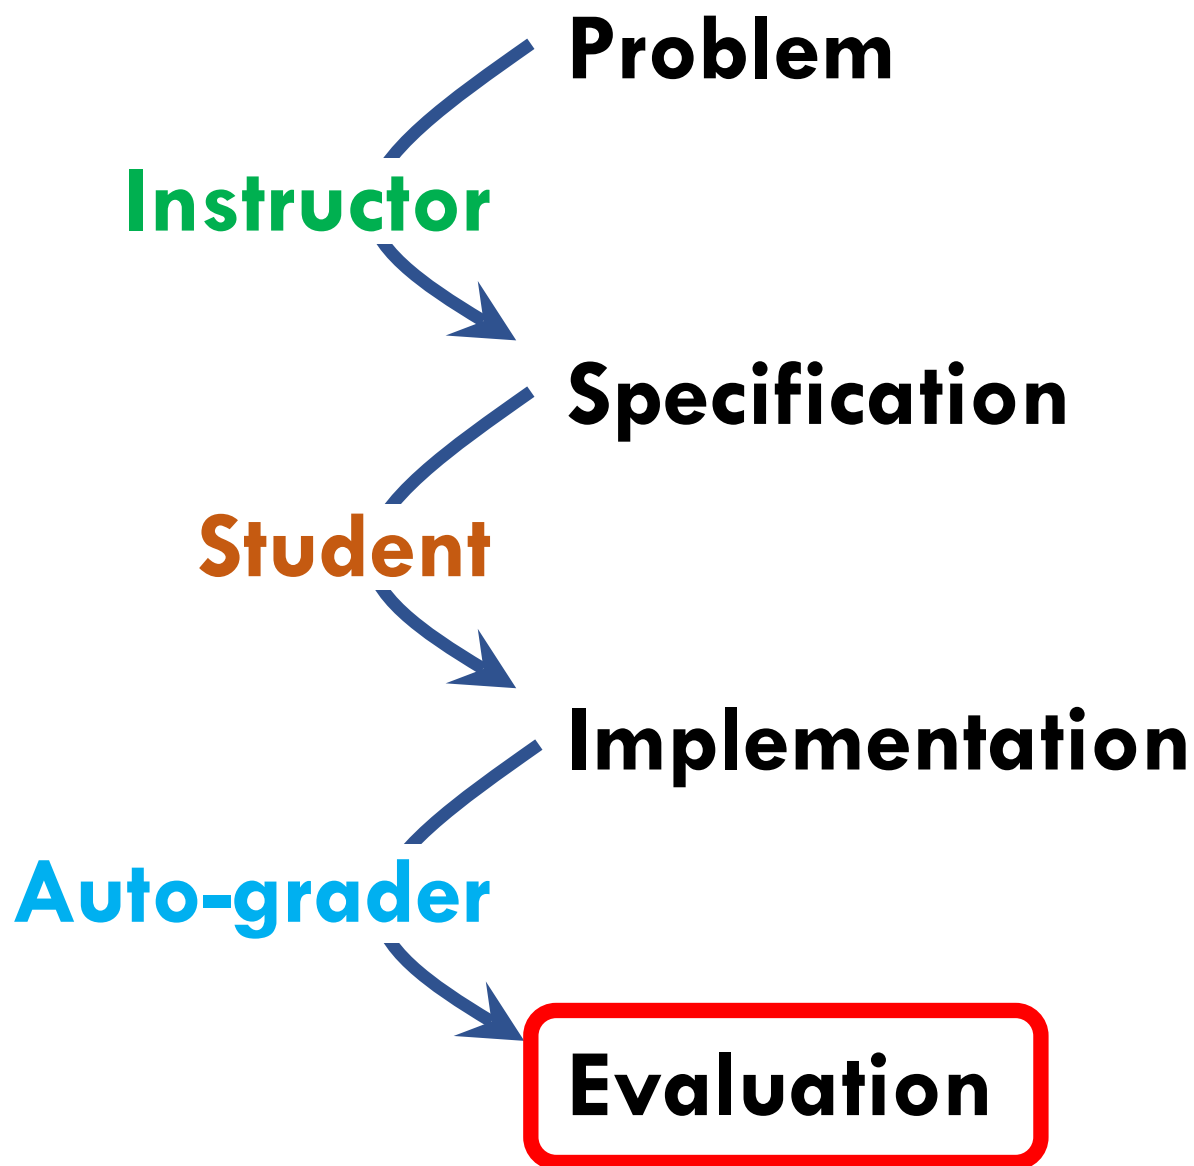 Problem
Instructor
Specification
Student
Implementation
Auto-grader
Evaluation